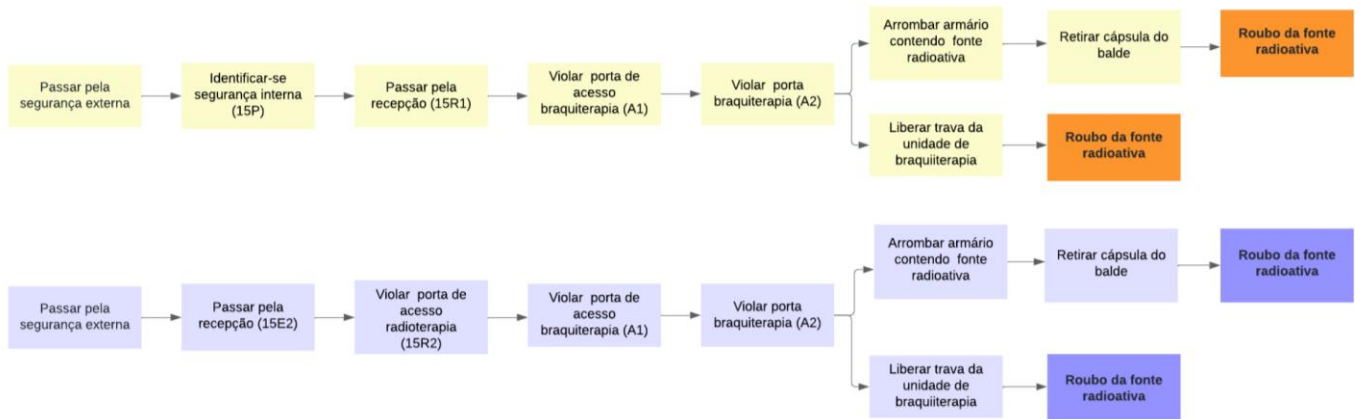 Passar pela
segurança externa
Identificar-se
segurança interna
(15P)
Passar pela
recepção (15R1)
Violar porta de
acesso
braquiterapia (A1)
Violar porta
braquiterapia (A2)
Arrombar armário
contendo fonte
radioativa
Retirar cápsula do
balde
Roubo da fonte
radioativa
Liberar trava da
unidade de
braquiiterapia
Roubo da fonte
radioativa
Passar pela
segurança externa
Passar pela
recepção (15E2)
Violar porta de
acesso
radioterapia
(15R2)
Violar porta de
acesso
braquiterapia (A1)
Violar porta
braquiterapia (A2)
Arrombar armário
contendo fonte
radioativa
Retirar cápsula do
balde
Roubo da fonte
radioativa
Liberar trava da
unidade de
braquiiterapia
Roubo da fonte
radioativa